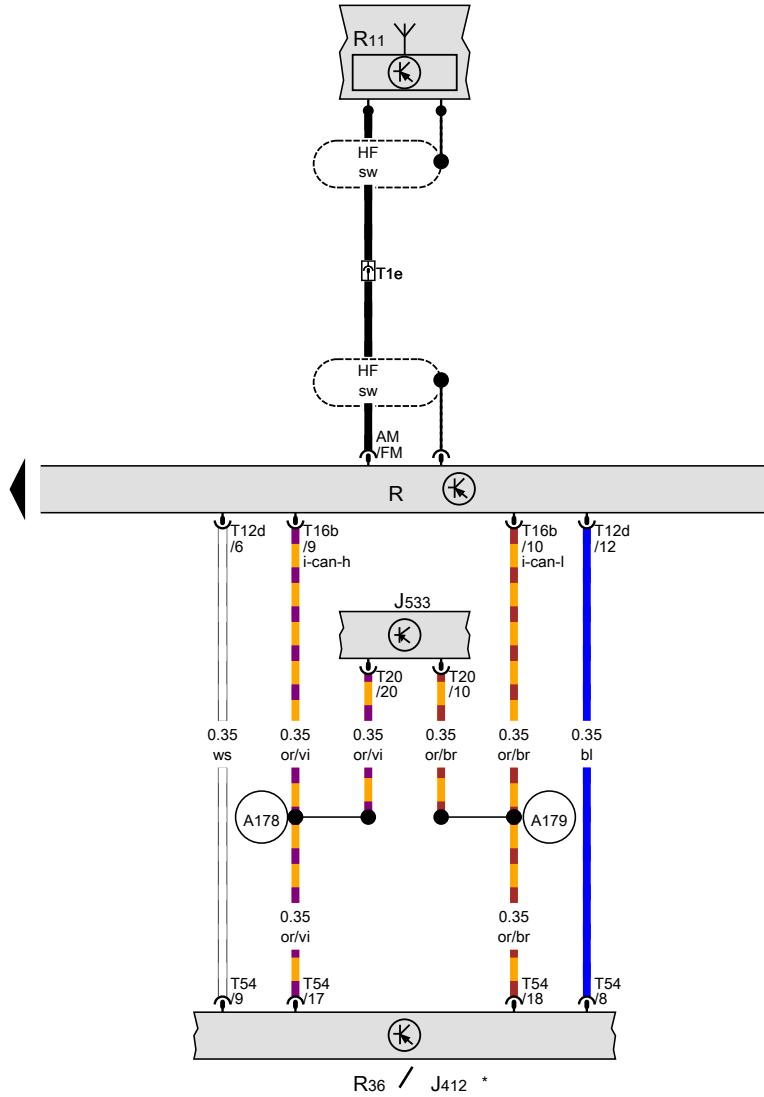 R11
HF
sw
T1e
HF
sw
AM
/FM
R
T12d
/6
T16b
/9
i-can-h
T16b
/10
i-can-l
T12d
/12
J533
T20
/20
T20
/10
0.35
ws
0.35
or/vi
0.35
or/vi
0.35
or/br
0.35
or/br
0.35
bl
A178
A179
0.35
or/vi
0.35
or/br
T54
/9
T54
/17
T54
/18
T54
/8
R36 / J412 *